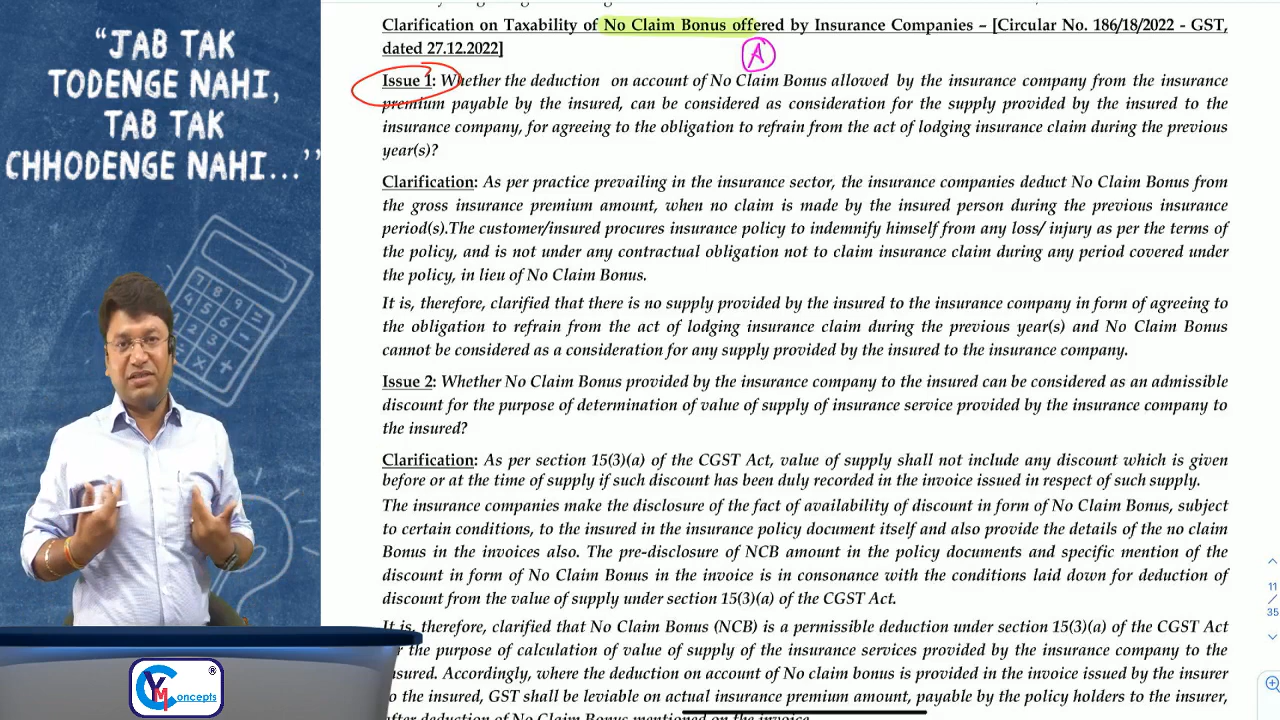 “JAB TAK
TODENGE NAHI,
TAB TAK
CHHODENGE NAHI...’’
Clarification on Taxability of No Claim Bonus offered by Insurance Companies – [Circular No. 186/18/2022 - GST,
dated 27.12.2022]
A
Issue 1: Whether the deduction on account of No Claim Bonus allowed by the insurance company from the insurance
premium payable by the insured, can be considered as consideration for the supply provided by the insured to the
insurance company, for agreeing to the obligation to refrain from the act of lodging insurance claim during the previous
year(s)?
Clarification: As per practice prevailing in the insurance sector, the insurance companies deduct No Claim Bonus from
the gross insurance premium amount, when no claim is made by the insured person during the previous insurance
period(s).The customer/insured procures insurance policy to indemnify himself from any loss/ injury as per the terms of
the policy, and is not under any contractual obligation not to claim insurance claim during any period covered under
the policy, in lieu of No Claim Bonus.
It is, therefore, clarified that there is no supply provided by the insured to the insurance company in form of agreeing to
the obligation to refrain from the act of lodging insurance claim during the previous year(s) and No Claim Bonus
cannot be considered as a consideration for any supply provided by the insured to the insurance company.
Issue 2: Whether No Claim Bonus provided by the insurance company to the insured can be considered as an admissible
discount for the purpose of determination of value of supply of insurance service provided by the insurance company to
the insured?
Clarification: As per section 15(3)(a) of the CGST Act, value of supply shall not include any discount which is given
before or at the time of supply if such discount has been duly recorded in the invoice issued in respect of such supply.
The insurance companies make the disclosure of the fact of availability of discount in form of No Claim Bonus, subject
to certain conditions, to the insured in the insurance policy document itself and also provide the details of the no claim
Bonus in the invoices also. The pre-disclosure of NCB amount in the policy documents and specific mention of the
discount in form of No Claim Bonus in the invoice is in consonance with the conditions laid down for deduction of
discount from the value of supply under section 15(3)(a) of the CGST Act.
It is, therefore, clarified that No Claim Bonus (NCB) is a permissible deduction under section 15(3)(a) of the CGST Act
the purpose of calculation of value of supply of the insurance services provided by the insurance company to the
insured. Accordingly, where the deduction on account of No claim bonus is provided in the invoice issued by the insurer
to the insured, GST shall be leviable on actual insurance premium amount, payable by the policy holders to the insurer,
after deduction of No Claim Bonus mentioned on the invoice.
11
/
35
YM Concepts
®